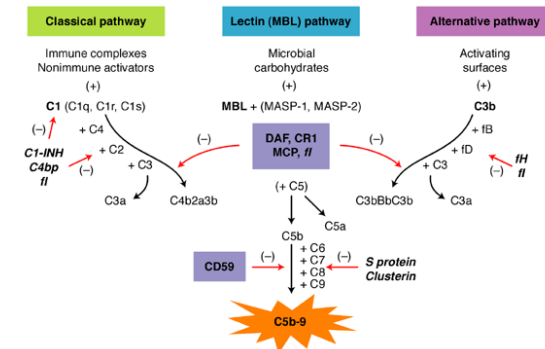 Classical pathway
Lectin (MBL) pathway
Alternative pathway
Immune complexes
Nonimmune activators
Microbial
carbohydrates
Activating
surfaces
(+)
(+)
(+)
C1 (C1q, C1r, C1s)
MBL + (MASP-1, MASP-2)
C3b
(–)
+ C4
+ C2
+ C3
C1-INH
C4bp
fI
(–)
(–)
DAF, CR1
MCP, fI
(–)
+ fB
+ fD
+ C3
fH
fI
(–)
C3a
C4b2a3b
(+ C5)
C3bBbC3b
C3a
C5a
C5b
CD59
(–)
+ C6
+ C7
+ C8
+ C9
(–)
S protein
Clusterin
C5b-9